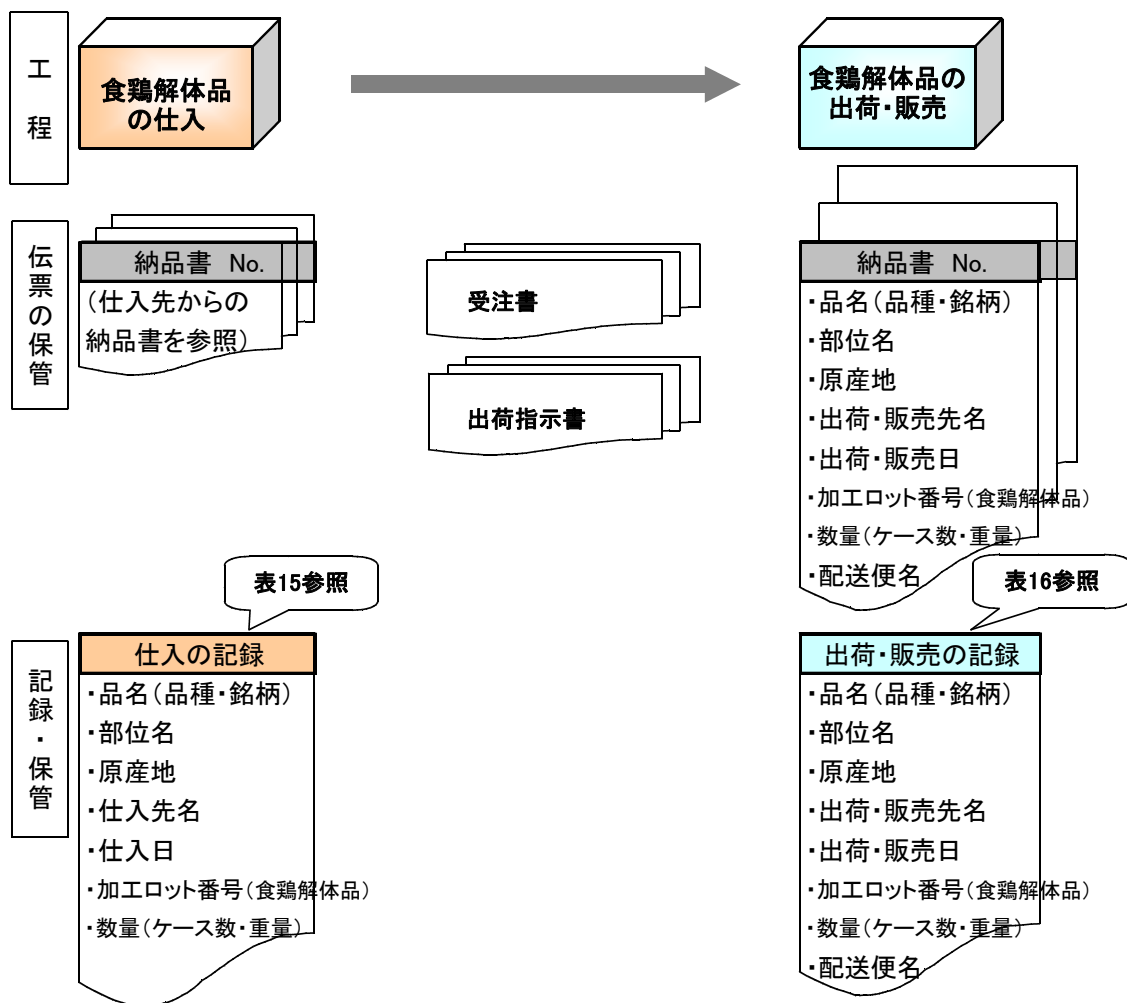 工程
食鶏解体品
の仕入
食鶏解体品の
出荷・販売
伝票の保管
納品書 No.
(仕入先からの
納品書を参照)
受注書
出荷指示書
納品書 No.
・品名(品種・銘柄)
・部位名
・原産地
・出荷・販売先名
・出荷・販売日
・加工ロット番号(食鶏解体品)
・数量(ケース数・重量)
・配送便名
表15参照
表16参照
記録・保管
仕入の記録
・品名(品種・銘柄)
・部位名
・原産地
・仕入先名
・仕入日
・加工ロット番号(食鶏解体品)
・数量(ケース数・重量)
出荷・販売の記録
・品名(品種・銘柄)
・部位名
・原産地
・出荷・販売先名
・出荷・販売日
・加工ロット番号(食鶏解体品)
・数量(ケース数・重量)
・配送便名